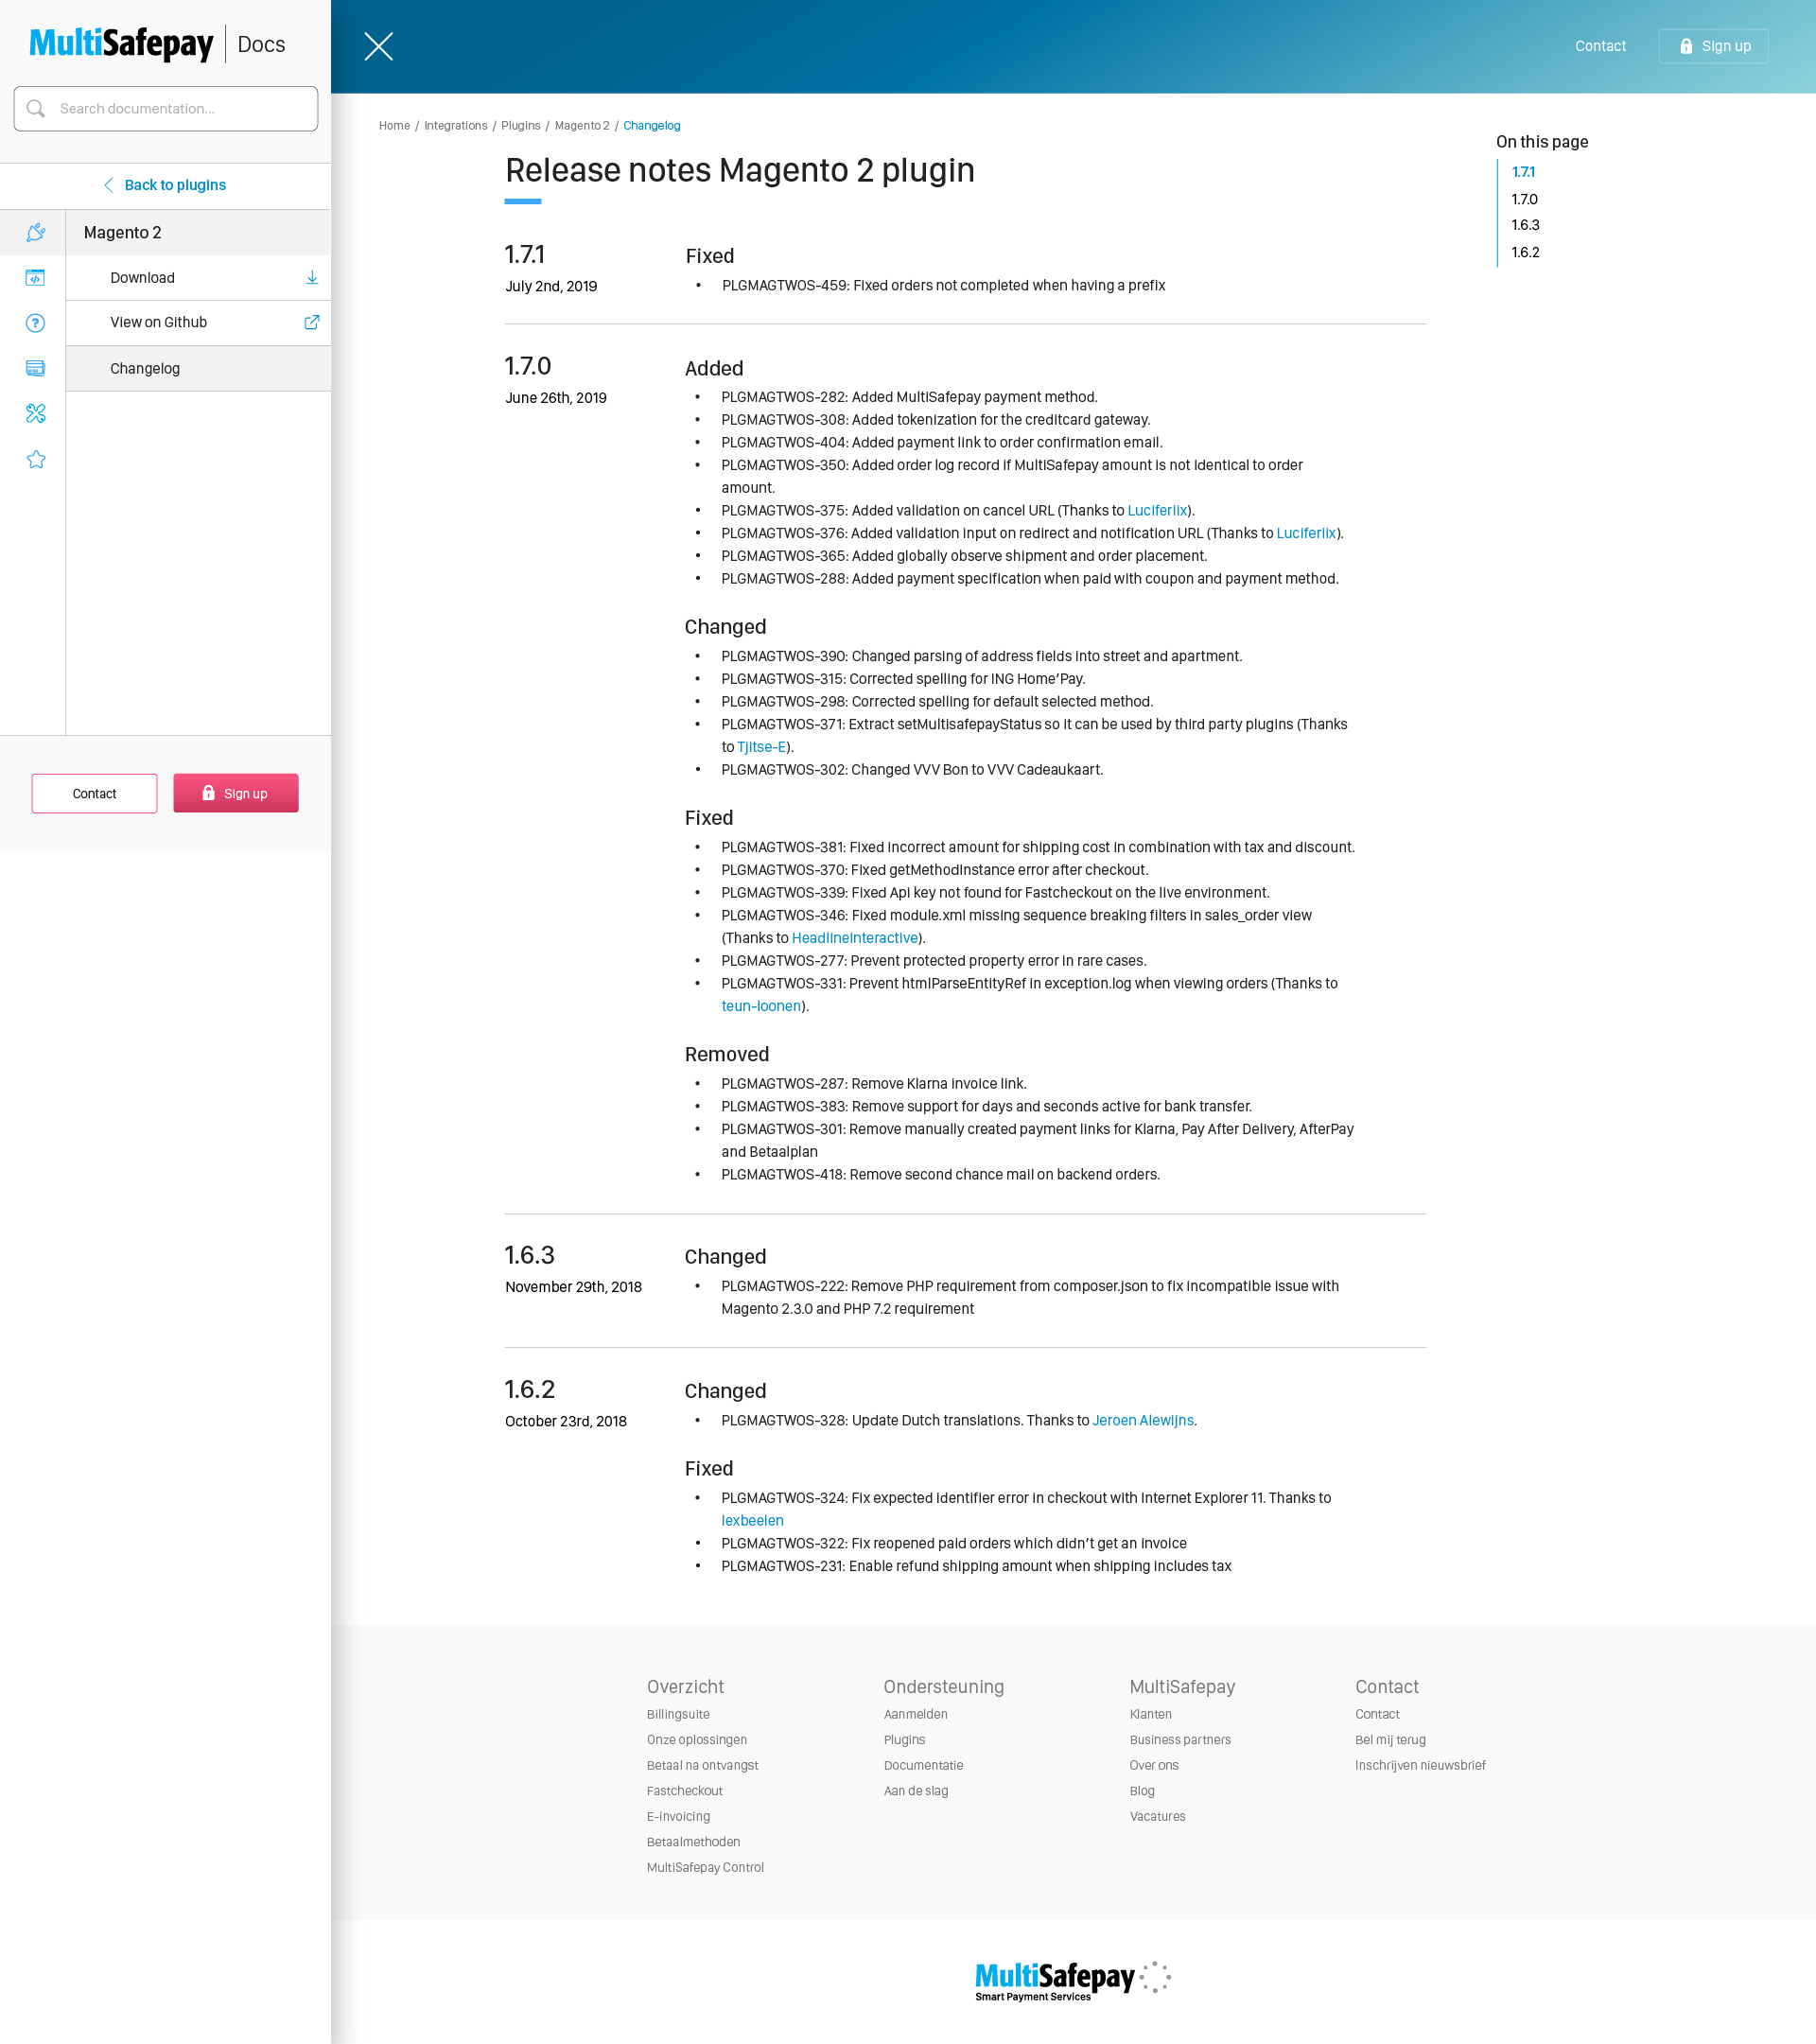 MultiSafepay Docs
Search documentation...
Back to plugins
Magento 2
Download
View on Github
Changelog
Contact
Sign up
Contact
Sign up
Home / Integrations / Plugins / Magento 2 / Changelog
Release notes Magento 2 plugin
1.7.1
July 2nd, 2019
Fixed
• PLGMAGTWOS-459: Fixed orders not completed when having a prefix
1.7.0
June 26th, 2019
Added
• PLGMAGTWOS-282: Added MultiSafepay payment method.
• PLGMAGTWOS-308: Added tokenization for the creditcard gateway.
• PLGMAGTWOS-404: Added payment link to order confirmation email.
• PLGMAGTWOS-350: Added order log record if MultiSafepay amount is not identical to order
amount.
• PLGMAGTWOS-375: Added validation on cancel URL (Thanks to Luciferiix).
• PLGMAGTWOS-376: Added validation input on redirect and notification URL (Thanks to Luciferiix).
• PLGMAGTWOS-365: Added globally observe shipment and order placement.
• PLGMAGTWOS-288: Added payment specification when paid with coupon and payment method.
Changed
• PLGMAGTWOS-390: Changed parsing of address fields into street and apartment.
• PLGMAGTWOS-315: Corrected spelling for ING Home’Pay.
• PLGMAGTWOS-298: Corrected spelling for default selected method.
• PLGMAGTWOS-371: Extract setMultisafepayStatus so it can be used by third party plugins (Thanks
to Tjitse-E).
• PLGMAGTWOS-302: Changed VVV Bon to VVV Cadeaukaart.
Fixed
• PLGMAGTWOS-381: Fixed incorrect amount for shipping cost in combination with tax and discount.
• PLGMAGTWOS-370: Fixed getMethodInstance error after checkout.
• PLGMAGTWOS-339: Fixed Api key not found for Fastcheckout on the live environment.
• PLGMAGTWOS-346: Fixed module.xml missing sequence breaking filters in sales_order view
(Thanks to HeadlineInteractive).
• PLGMAGTWOS-277: Prevent protected property error in rare cases.
• PLGMAGTWOS-331: Prevent htmlParseEntityRef in exception.log when viewing orders (Thanks to
teun-loonen).
Removed
• PLGMAGTWOS-287: Remove Klarna invoice link.
• PLGMAGTWOS-383: Remove support for days and seconds active for bank transfer.
• PLGMAGTWOS-301: Remove manually created payment links for Klarna, Pay After Delivery, AfterPay
and Betaalplan
• PLGMAGTWOS-418: Remove second chance mail on backend orders.
1.6.3
November 29th, 2018
Changed
• PLGMAGTWOS-222: Remove PHP requirement from composer.json to fix incompatible issue with
Magento 2.3.0 and PHP 7.2 requirement
1.6.2
October 23rd, 2018
Changed
• PLGMAGTWOS-328: Update Dutch translations. Thanks to Jeroen Alewijns.
Fixed
• PLGMAGTWOS-324: Fix expected identifier error in checkout with Internet Explorer 11. Thanks to
lexbeelen
• PLGMAGTWOS-322: Fix reopened paid orders which didn’t get an invoice
• PLGMAGTWOS-231: Enable refund shipping amount when shipping includes tax
On this page
1.7.1
1.7.0
1.6.3
1.6.2
Overzicht
Billingsuite
Onze oplossingen
Betaal na ontvangst
Fastcheckout
E-invoicing
Betaalmethoden
MultiSafepay Control
Ondersteuning
Aanmelden
Plugins
Documentatie
Aan de slag
MultiSafepay
Klanten
Business partners
Over ons
Blog
Vacatures
Contact
Contact
Bel mij terug
Inschrijven nieuwsbrief
MultiSafepay
Smart Payment Services